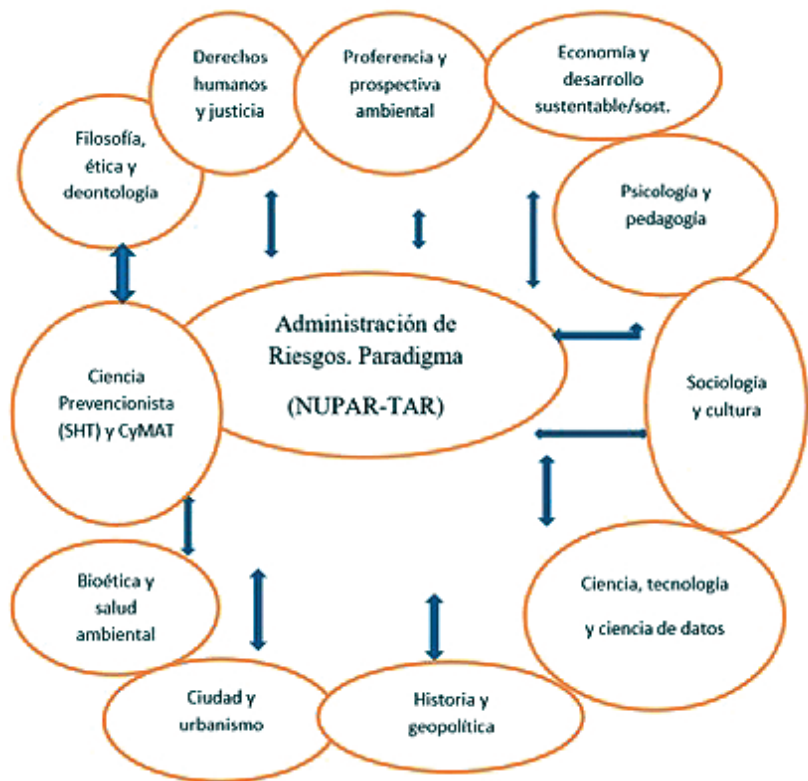 Derechos
humanos
y justicia
Proferencia y
prospectiva
ambiental
Economía y
desarrollo
sustentable/sost.
Filosofía,
ética y
deontología
Psicología y
pedagogía
Administración de
Riesgos. Paradigma
(NUPAR-TAR)
Ciencia
Prevencionista
(SHT) y CyMAT
Sociología
y cultura
Bioética y
salud
ambiental
Ciencia, tecnología
y ciencia de datos
Ciudad y
urbanismo
Historia y
geopolítica